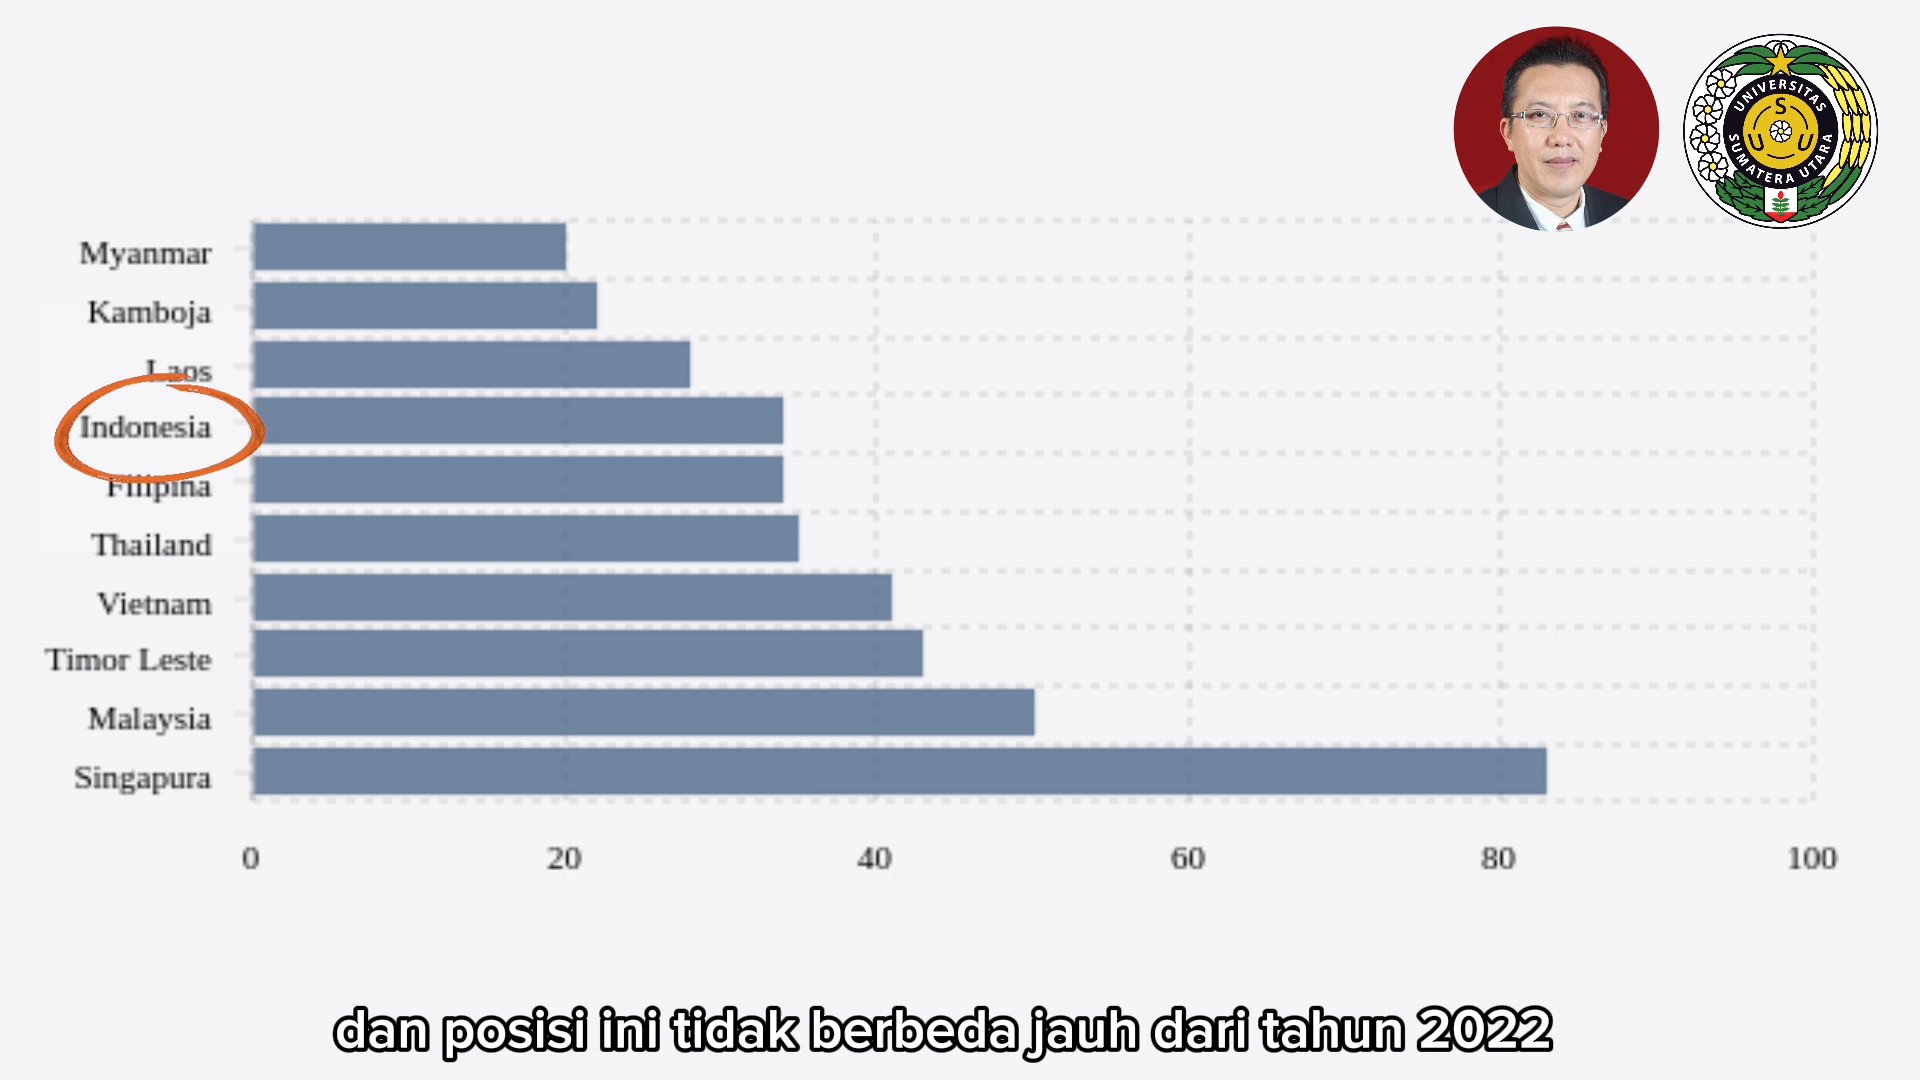 UNIVERSITAS
S
U U
SUMATERA UTARA
Myanmar
Kamboja
Laos
Indonesia
Filipina
Thailand
Vietnam
Timor Leste
Malaysia
Singapura
0 20 40 60 80 100
dan posisi ini tidak berbeda jauh dari tahun 2022